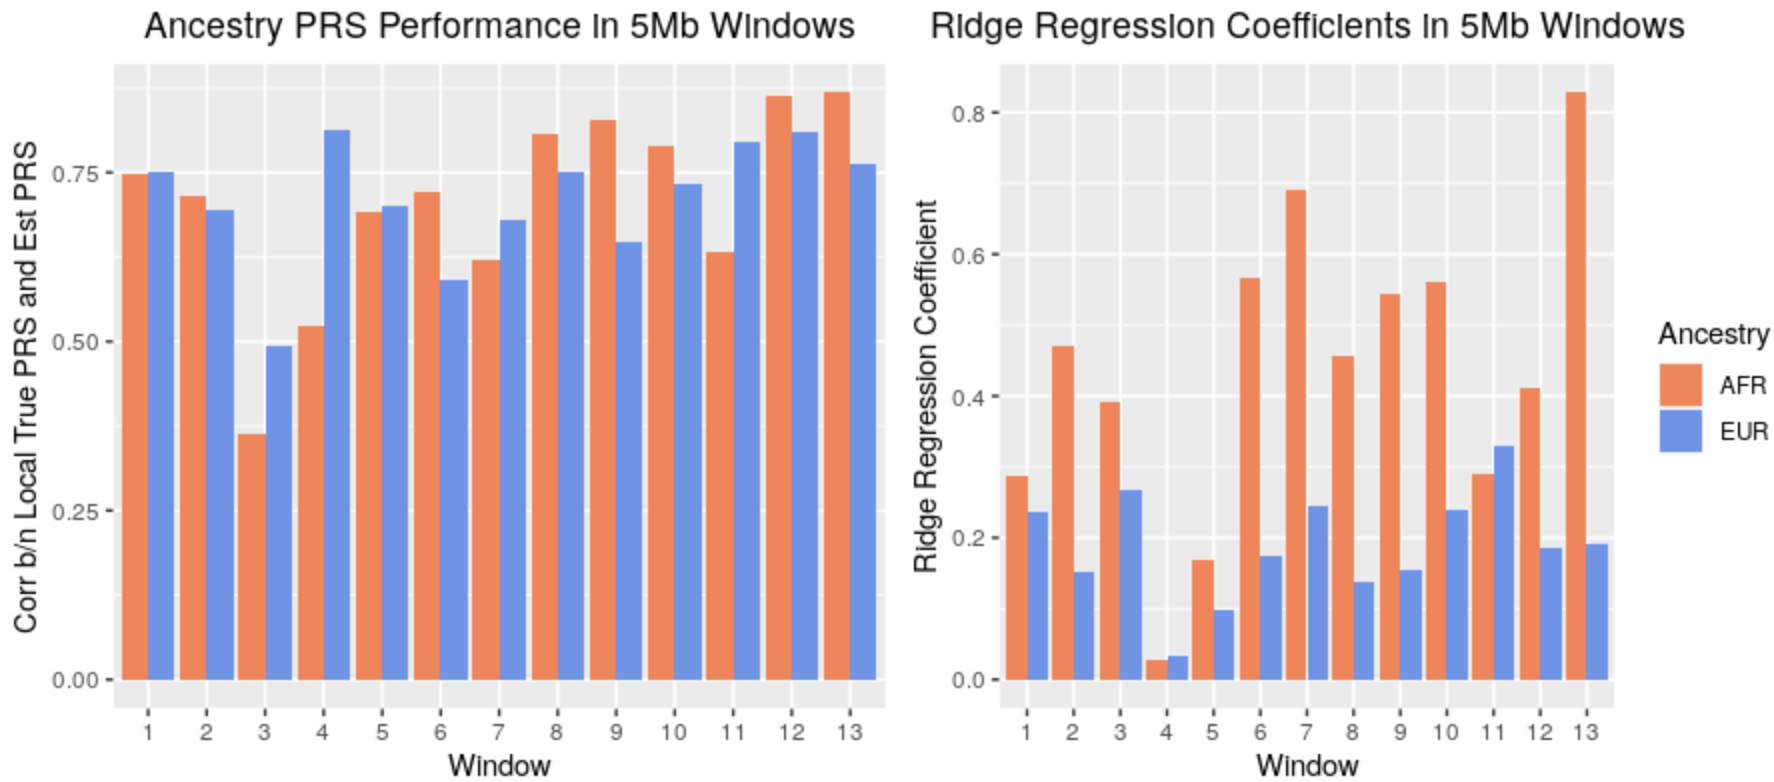 Ancestry PRS Performance in 5Mb Windows
Corr b/n Local True PRS and Est PRS
0.75
0.50
0.25
0.00
1 2 3 4 5 6 7 8 9 10 11 12 13
Window
Ridge Regression Coefficients in 5Mb Windows
Ridge Regression Coefficient
0.8
0.6
0.4
0.2
0.0
1 2 3 4 5 6 7 8 9 10 11 12 13
Window
Ancestry
AFR
EUR